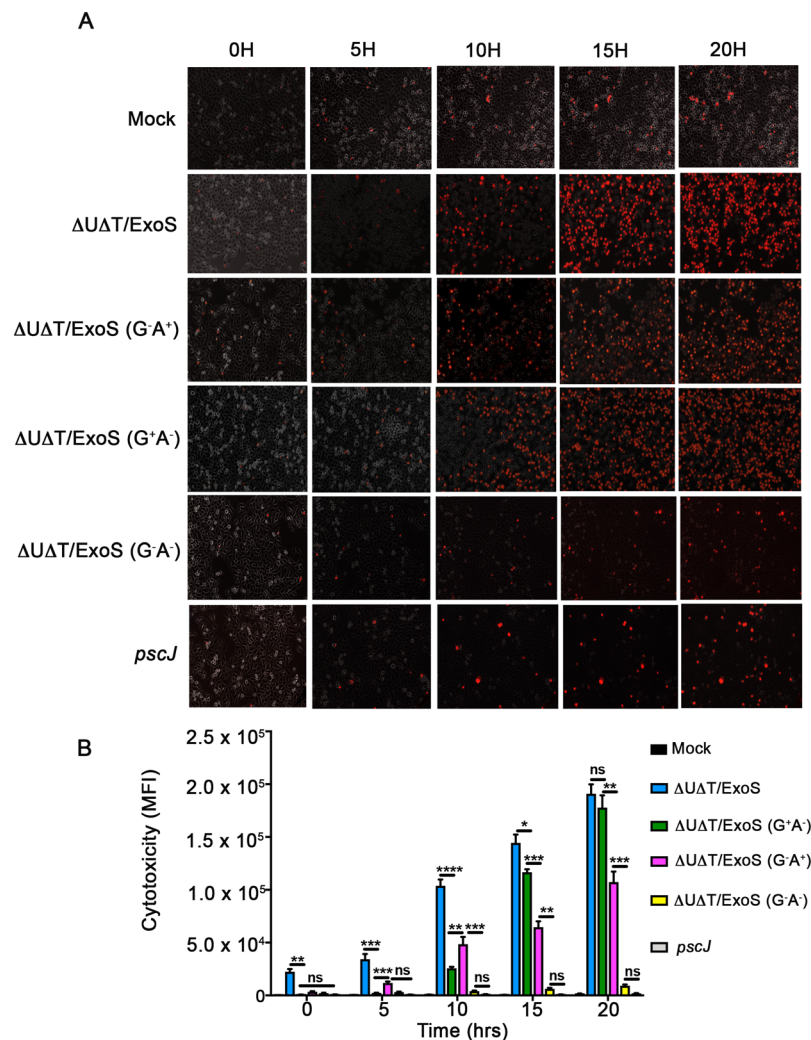 A
0H 5H 10H 15H 20H
Mock
ΔUΔT/ExoS
ΔUΔT/ExoS (G⁻A⁺)
ΔUΔT/ExoS (G⁺A⁻)
ΔUΔT/ExoS (G⁻A⁻)
pscJ
B
Cytotoxicity (MFI)
2.5 x 10⁵
2.0 x 10⁵
1.5 x 10⁵
1.0 x 10⁵
5.0 x 10⁴
0
** ns
*** *** ns
**** ** *** ns
* *** ** ns
ns ** *** ns
0 5 10 15 20
Time (hrs)
Mock
ΔUΔT/ExoS
ΔUΔT/ExoS (G⁺A⁻)
ΔUΔT/ExoS (G⁻A⁺)
ΔUΔT/ExoS (G⁻A⁻)
pscJ